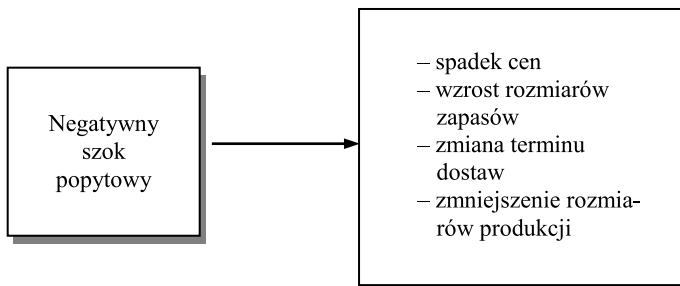 Negatywny
szok
popytowy
– spadek cen
– wzrost rozmiarów
zapasów
– zmiana terminu
dostaw
– zmniejszenie rozmia-
rów produkcji